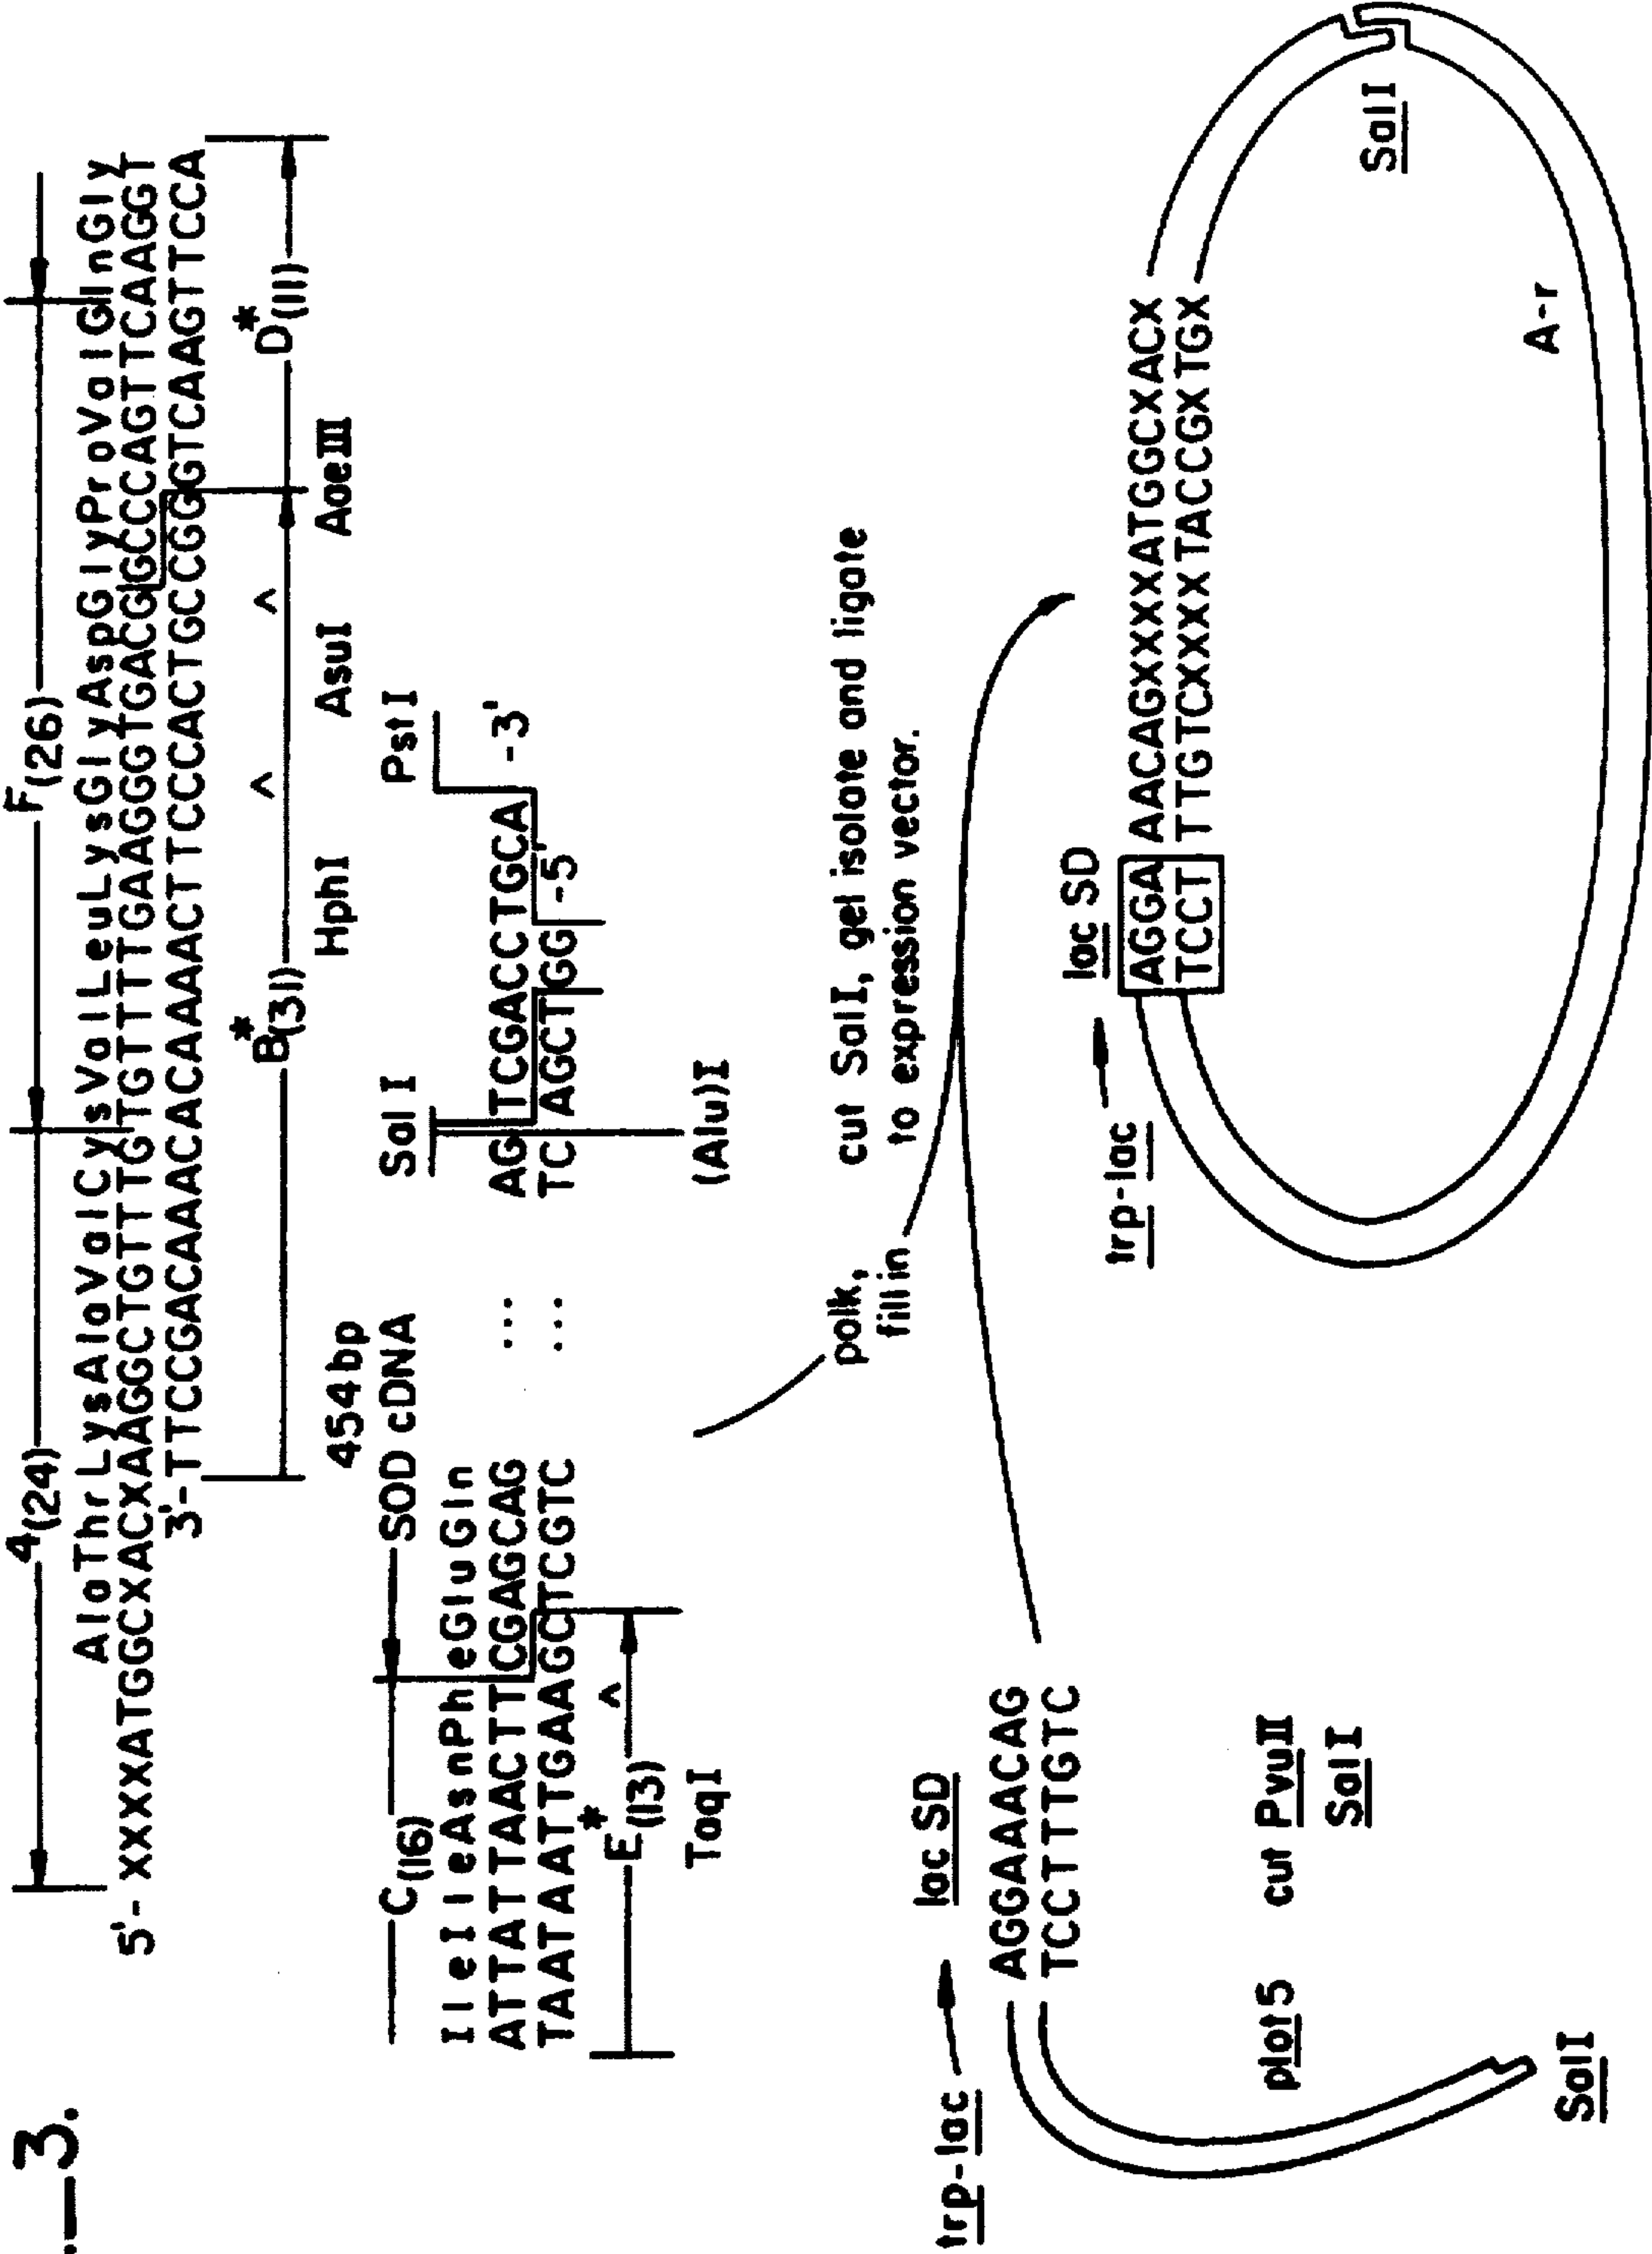 ._3.
4(24) F(26)
AlaThrLysAlaValCysValLeuLysGlyAspGlyProValGlnGly
5'- XXXXATGGCXACXAAGGCTGTTTGTGTTTTGAAGGGTGACGGCCCAGTTCAAGGT
3'-TTCCGACAAACACAAAACTTCCCACTGCCGGGTCAAGTTCCA
B*(31) ^ ^ D*(11)
HphI AsuI AaeIII
454bp
C(16) SOD cDNA SalI PstI
IleIleAsnPheGluGln
ATTATTAACTTCGAGCAG ... AGTCGACCTGCA -3'
TAATAATTGAAGCTCGTC ... TCAGCTGG -5'
E*(13) ^
TaqI (Alu)I
polk,
fill in
cut SalI, gel isolate and ligate
to expression vector.
trp-lac lac SD
AGGAAACAG
TCCTTTGTC
plot5 cut PvuII
SalI
SalI
trp-lac lac SD
AGGA AACAGXXXXATGGCXACX
TCCT TTGTCXXXXTACCGXTGX
SalI
A-r